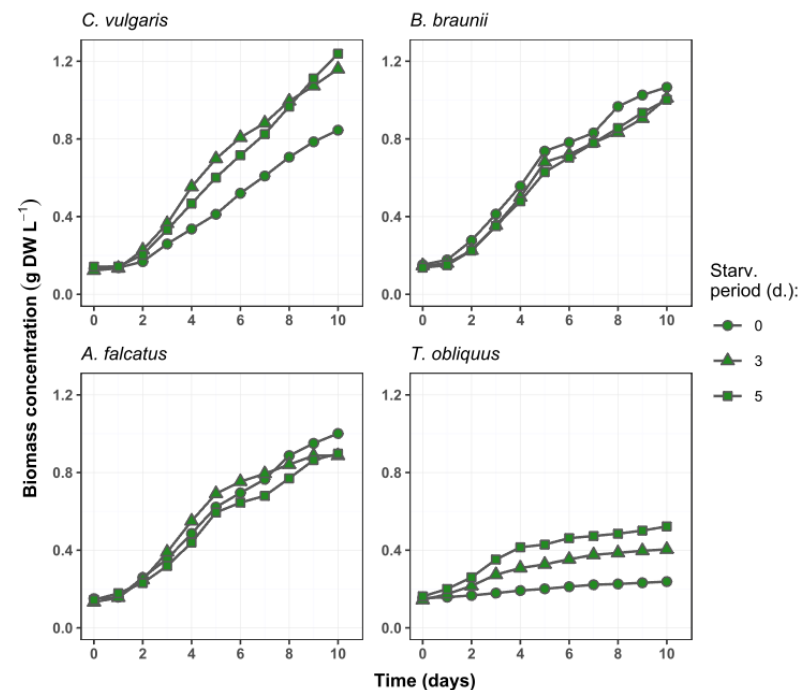 C. vulgaris
B. braunii
1.2
0.8
0.4
0.0
0 2 4 6 8 10
1.2
0.8
0.4
0.0
0 2 4 6 8 10
A. falcatus
T. obliquus
1.2
0.8
0.4
0.0
0 2 4 6 8 10
1.2
0.8
0.4
0.0
0 2 4 6 8 10
Biomass concentration (g DW L⁻¹)
Time (days)
Starv.
period (d.):
0
3
5